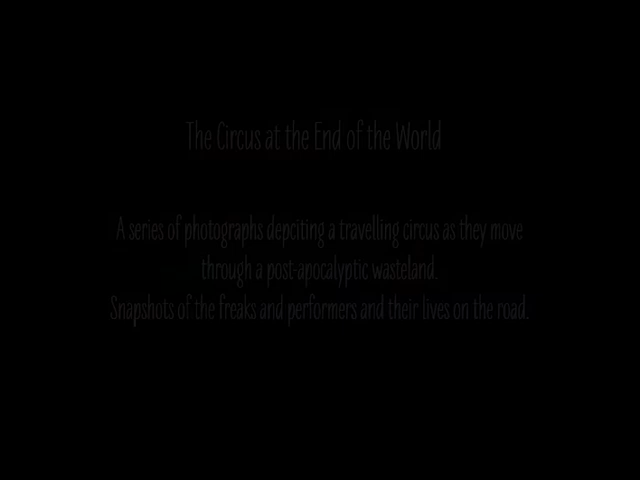 The Circus at the End of the World
A series of photographs depciting a travelling circus as they move
through a post-apocalyptic wasteland.
Snapshots of the freaks and performers and their lives on the road.